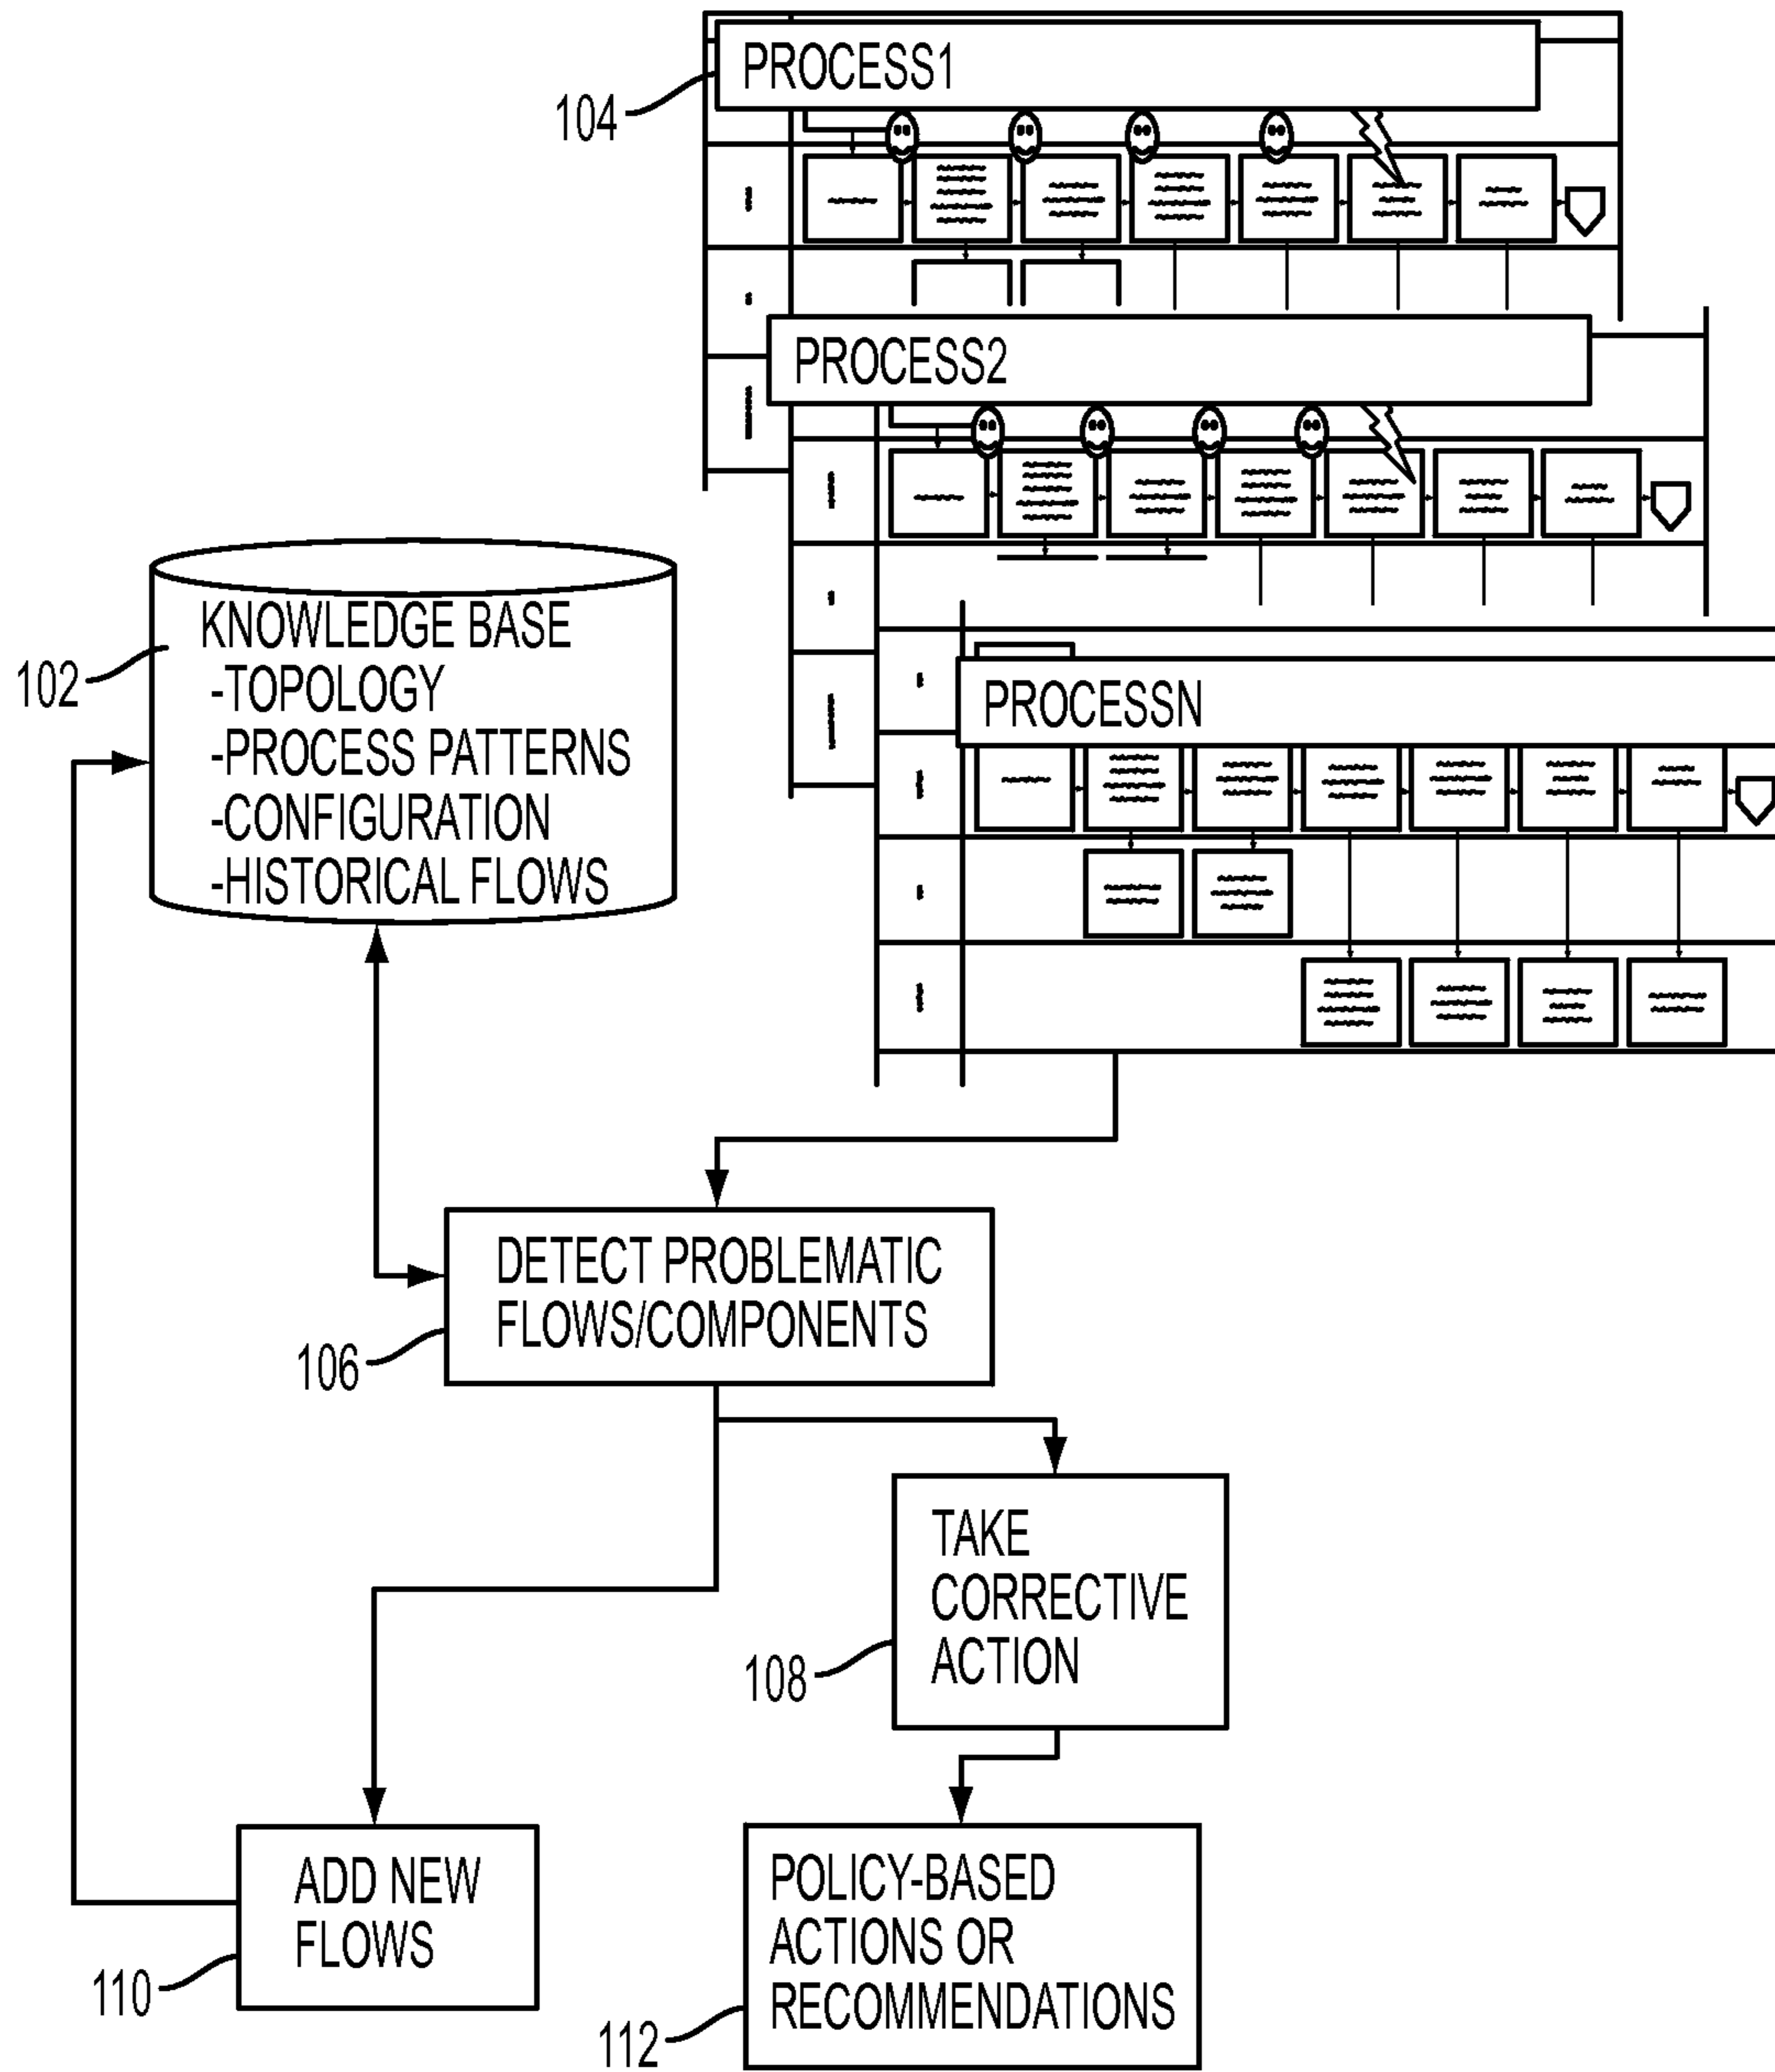 PROCESS1
104
PROCESS2
KNOWLEDGE BASE
102
-TOPOLOGY
-PROCESS PATTERNS
-CONFIGURATION
-HISTORICAL FLOWS
PROCESSN
DETECT PROBLEMATIC
FLOWS/COMPONENTS
106
TAKE
CORRECTIVE
ACTION
108
ADD NEW
FLOWS
110
POLICY-BASED
ACTIONS OR
RECOMMENDATIONS
112